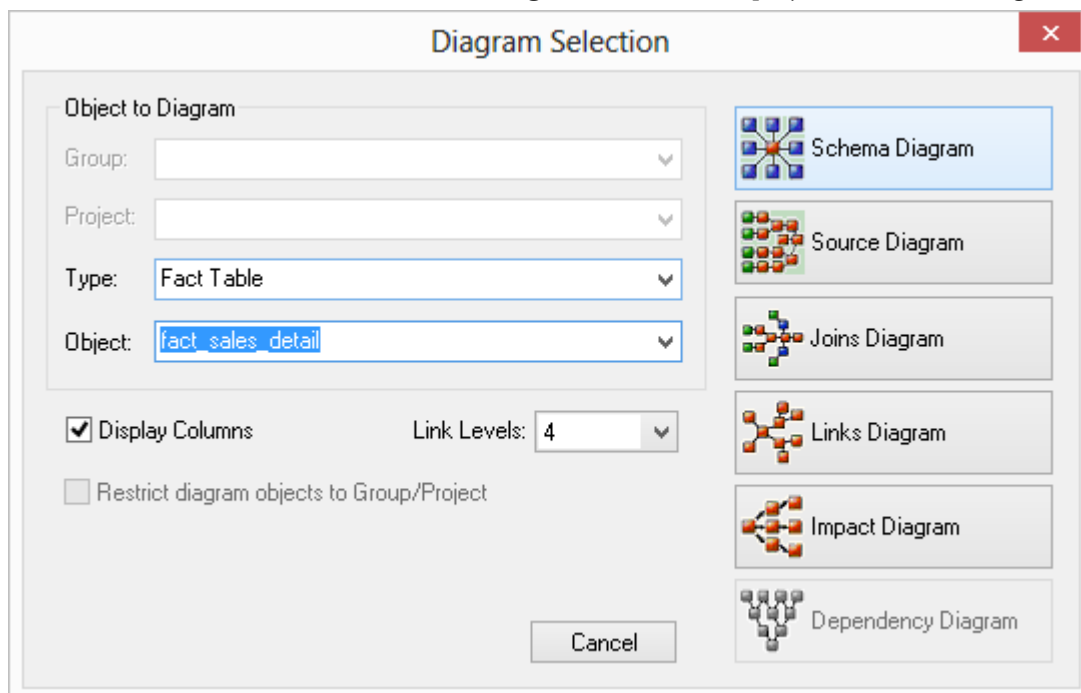 Diagram Selection
Object to Diagram
Group:
Project:
Type: Fact Table
Object: fact_sales_detail
Display Columns
Link Levels: 4
Restrict diagram objects to Group/Project
Cancel
Schema Diagram
Source Diagram
Joins Diagram
Links Diagram
Impact Diagram
Dependency Diagram